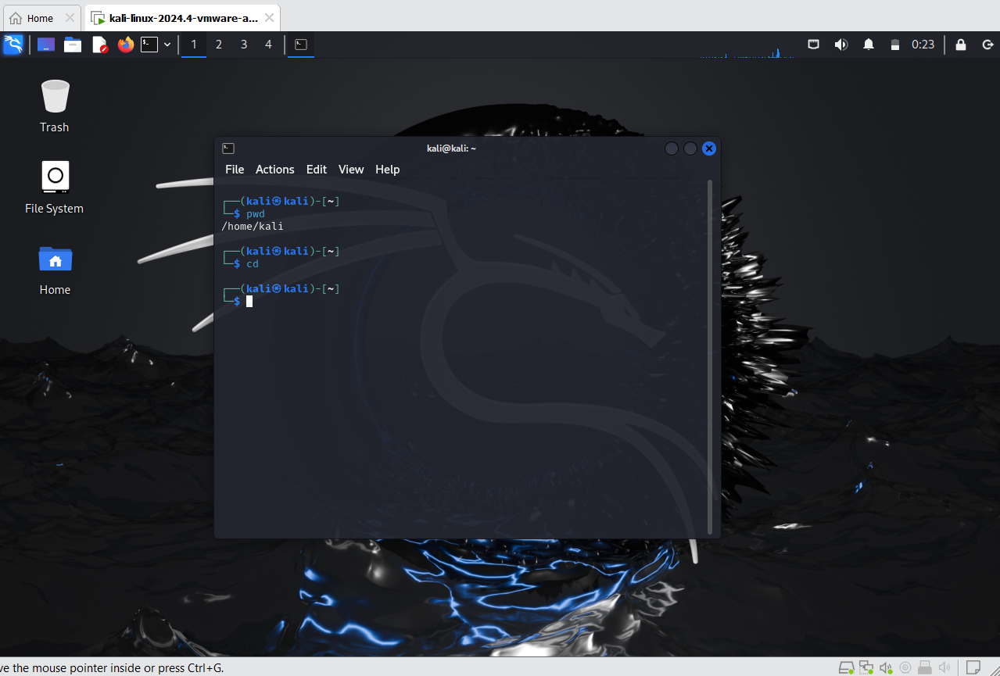 Home
kali-linux-2024.4-vmware-a...
1 2 3 4
0:23
Trash
File System
Home
kali@kali: ~
File Actions Edit View Help
┌──(kali㉿kali)-[~]
└─$ pwd
/home/kali
┌──(kali㉿kali)-[~]
└─$ cd
┌──(kali㉿kali)-[~]
└─$
ve the mouse pointer inside or press Ctrl+G.